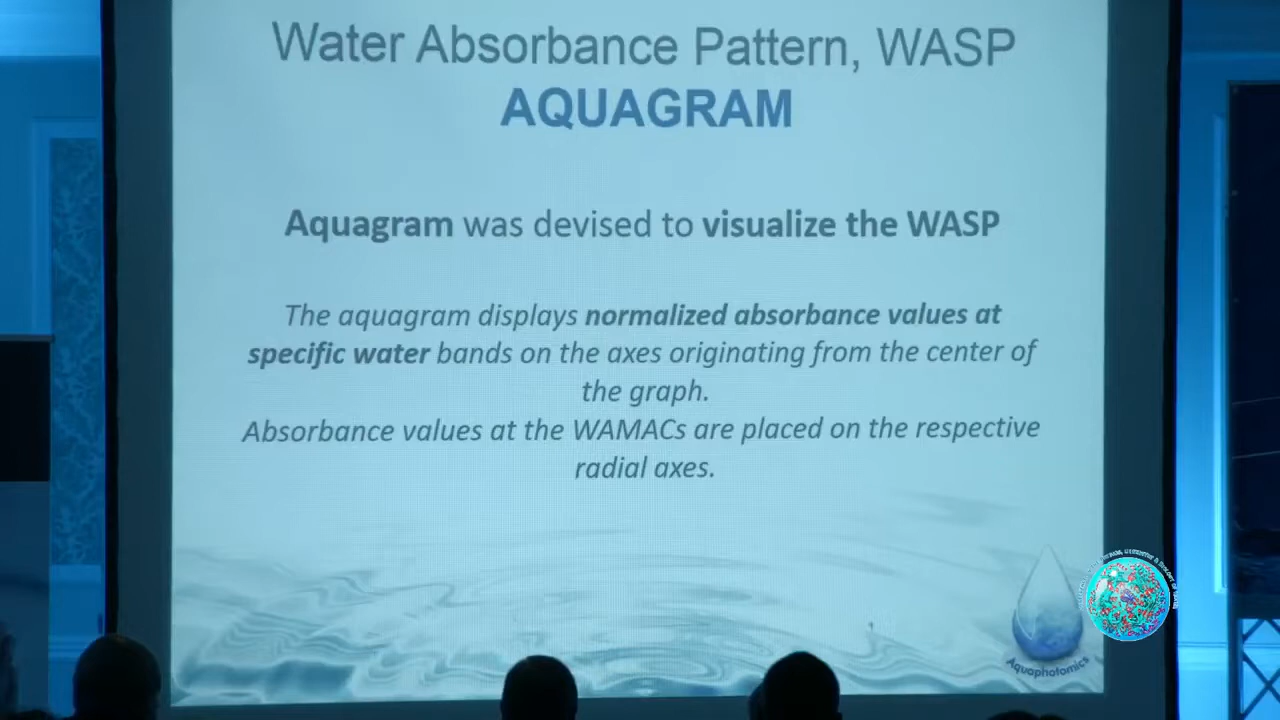 Water Absorbance Pattern, WASP
AQUAGRAM
Aquagram was devised to visualize the WASP
The aquagram displays normalized absorbance values at
specific water bands on the axes originating from the center of
the graph.
Absorbance values at the WAMACs are placed on the respective
radial axes.
Aquaphotomics